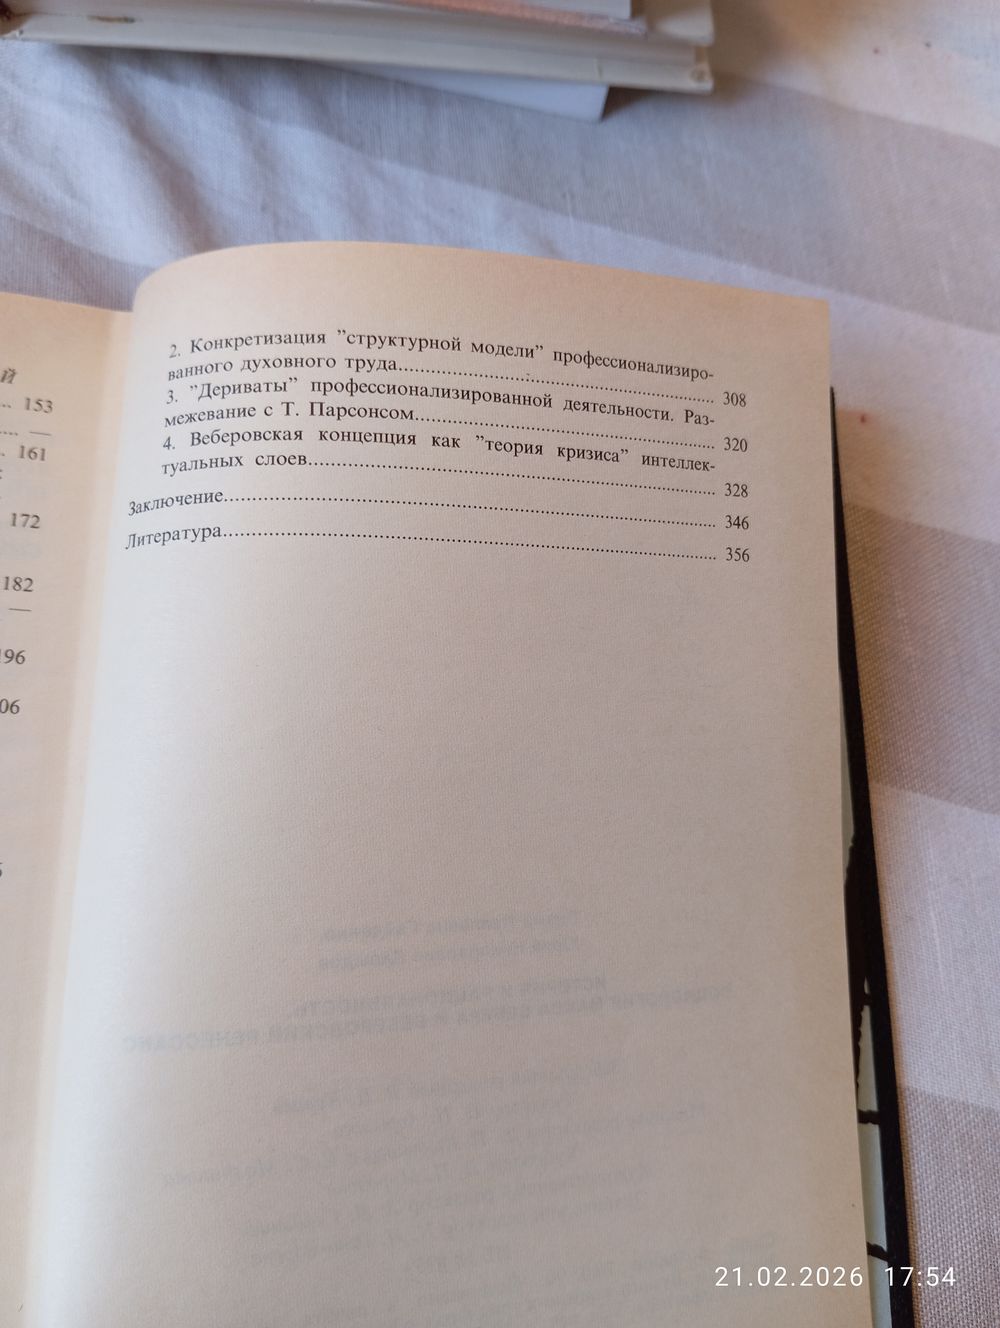 Й
... 153
..... —
.. 161
172
182
—
196
06
2. Конкретизация ”структурной модели” профессионализиро-
ванного духовного труда........ 308
3. ”Дериваты” профессионализированной деятельности. Раз-
межевание с Т. Парсонсом........ 320
4. Веберовская концепция как ”теория кризиса” интеллек-
туальных слоев........ 328
Заключение........ 346
Литература........ 356
21.02.2026 17:54